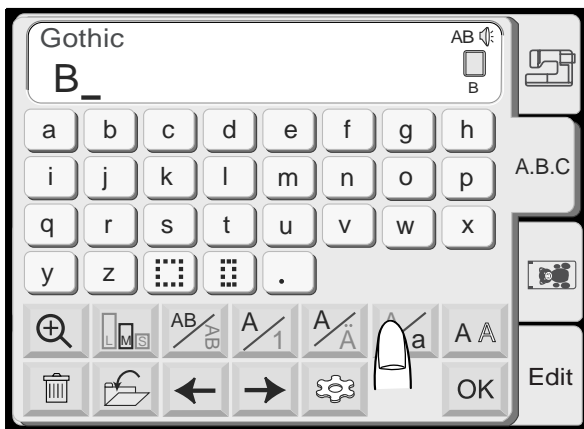 Gothic AB
B_
B
a b c d e f g h
i j k l m n o p
q r s t u v w x
y z .
L M S AB AB A 1 A Ä A a A A
OK
A.B.C
Edit